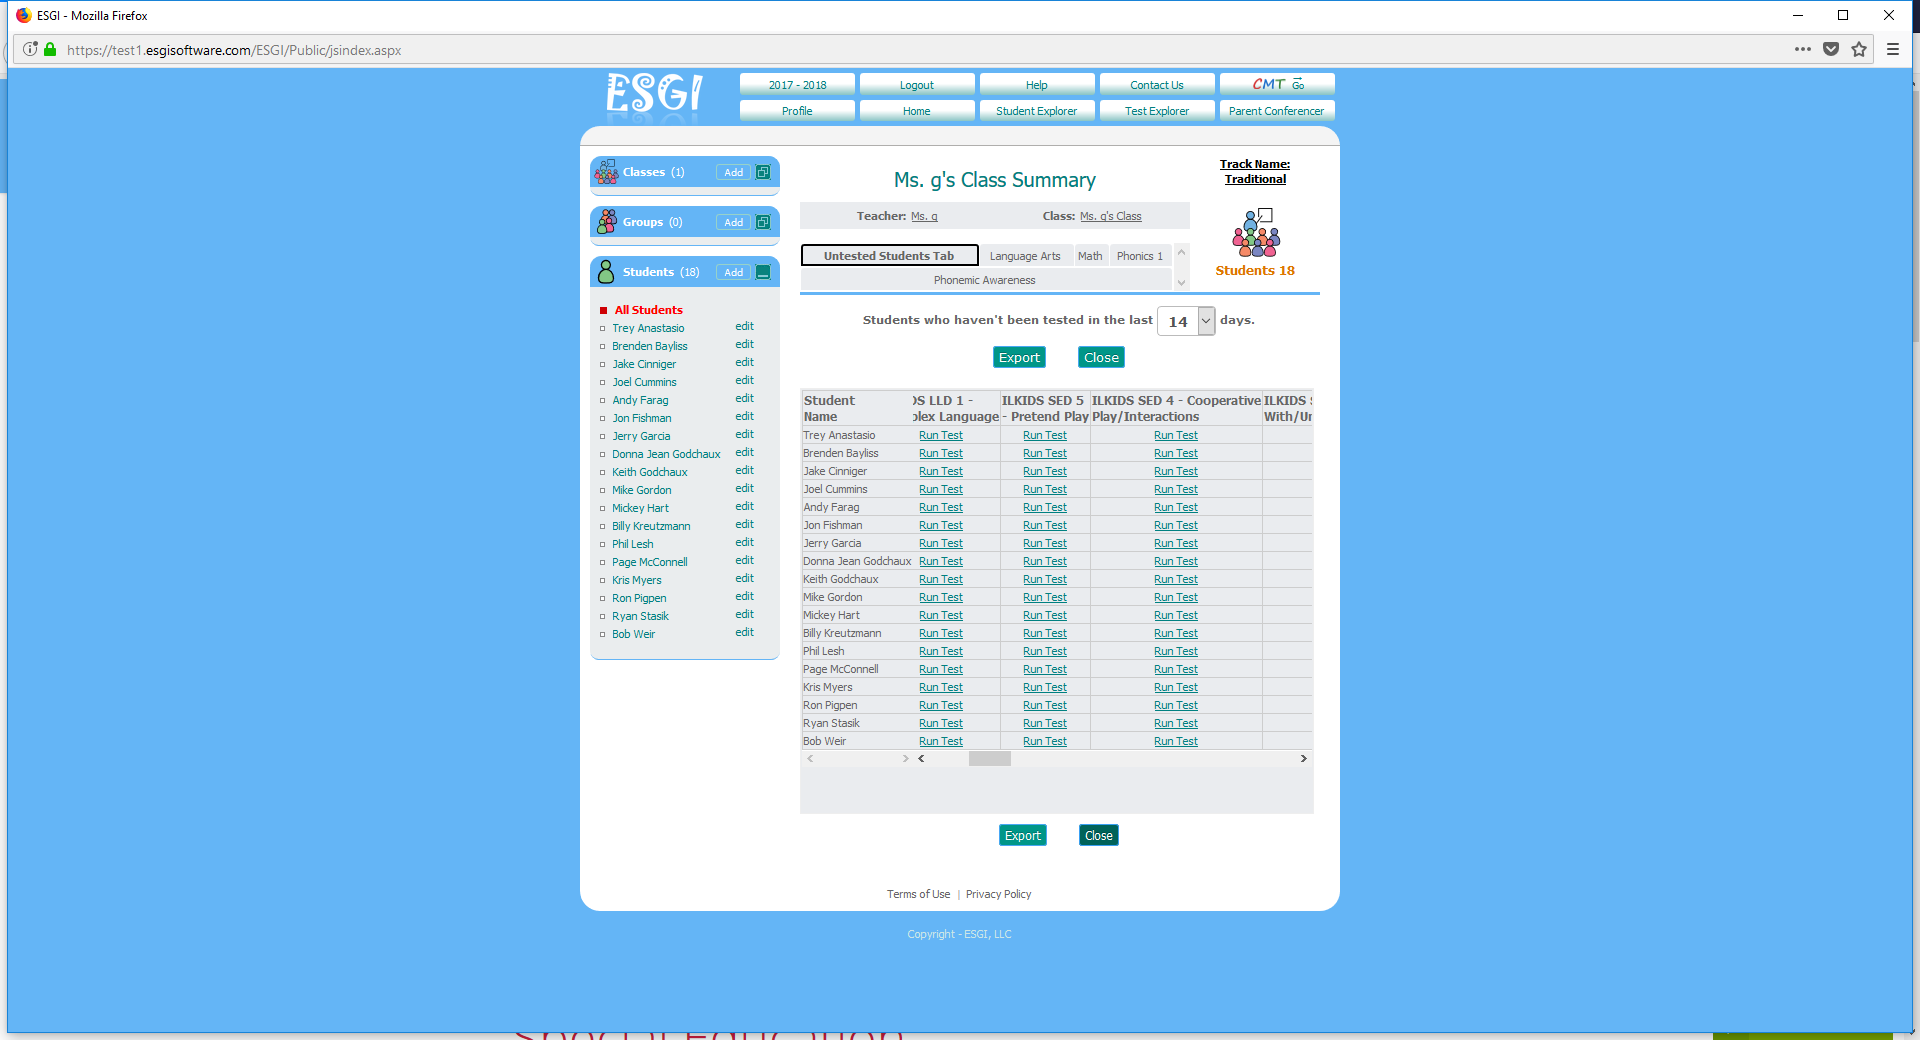 ESGI - Mozilla Firefox
https://test1.esgisoftware.com/ESGI/Public/jsindex.aspx
ESGI
2017 - 2018 Logout Help Contact Us CMT Go
Profile Home Student Explorer Test Explorer Parent Conferencer
Classes (1) Add
Groups (0) Add
Students (18) Add
All Students
Trey Anastasio edit
Brenden Bayliss edit
Jake Cinniger edit
Joel Cummins edit
Andy Farag edit
Jon Fishman edit
Jerry Garcia edit
Donna Jean Godchaux edit
Keith Godchaux edit
Mike Gordon edit
Mickey Hart edit
Billy Kreutzmann edit
Phil Lesh edit
Page McConnell edit
Kris Myers edit
Ron Pigpen edit
Ryan Stasik edit
Bob Weir edit
Ms. g's Class Summary
Track Name:
Traditional
Teacher: Ms. g Class: Ms. g's Class
Students 18
Untested Students Tab Language Arts Math Phonics 1
Phonemic Awareness
Students who haven't been tested in the last 14 days.
Export Close
Student LLD 1 - ILKIDS SED 5 ILKIDS SED 4 - Cooperative ILKIDS
Name Language - Pretend Play Play/Interactions
Trey Anastasio Run Test Run Test Run Test
Brenden Bayliss Run Test Run Test Run Test
Jake Cinniger Run Test Run Test Run Test
Joel Cummins Run Test Run Test Run Test
Andy Farag Run Test Run Test Run Test
Jon Fishman Run Test Run Test Run Test
Jerry Garcia Run Test Run Test Run Test
Donna Jean Godchaux Run Test Run Test Run Test
Keith Godchaux Run Test Run Test Run Test
Mike Gordon Run Test Run Test Run Test
Mickey Hart Run Test Run Test Run Test
Billy Kreutzmann Run Test Run Test Run Test
Phil Lesh Run Test Run Test Run Test
Page McConnell Run Test Run Test Run Test
Kris Myers Run Test Run Test Run Test
Ron Pigpen Run Test Run Test Run Test
Ryan Stasik Run Test Run Test Run Test
Bob Weir Run Test Run Test Run Test
Export Close
Terms of Use | Privacy Policy
Copyright - ESGI, LLC